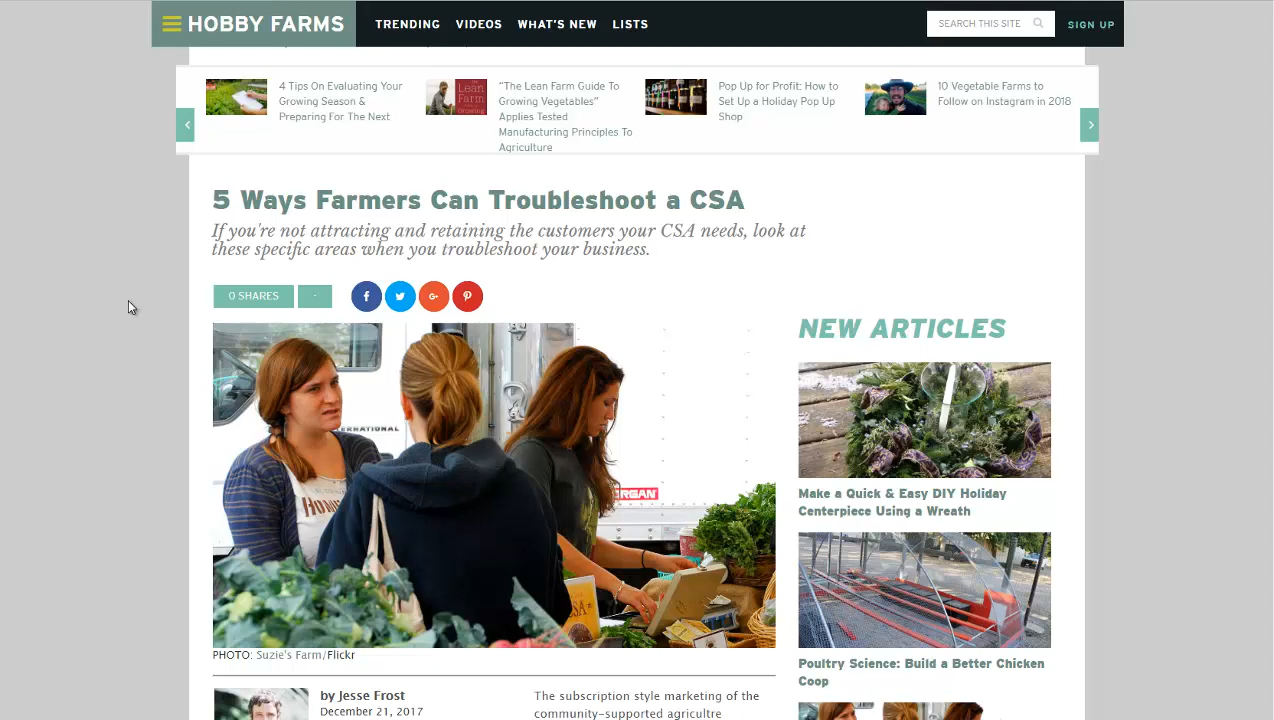 HOBBY FARMS
TRENDING VIDEOS WHAT'S NEW LISTS
SEARCH THIS SITE
SIGN UP
4 Tips On Evaluating Your
Growing Season &
Preparing For The Next
"The Lean Farm Guide To
Growing Vegetables"
Applies Tested
Manufacturing Principles To
Agriculture
Pop Up for Profit: How to
Set Up a Holiday Pop Up
Shop
10 Vegetable Farms to
Follow on Instagram in 2018
5 Ways Farmers Can Troubleshoot a CSA
If you're not attracting and retaining the customers your CSA needs, look at
these specific areas when you troubleshoot your business.
0 SHARES -
INTERNATIONAL
CSA
PHOTO: Suzie's Farm/Flickr
by Jesse Frost
December 21, 2017
The subscription style marketing of the
community-supported agricultre
NEW ARTICLES
Make a Quick & Easy DIY Holiday
Centerpiece Using a Wreath
Poultry Science: Build a Better Chicken
Coop